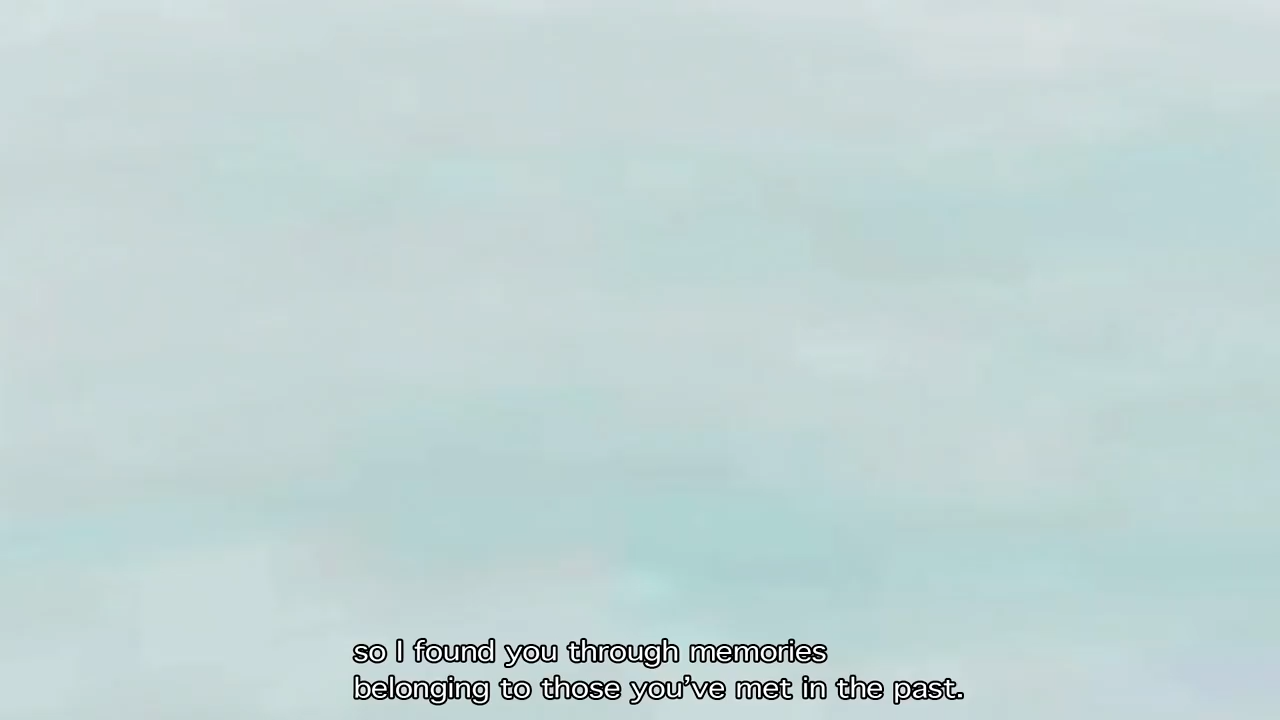 so I found you through memories
belonging to those you've met in the past.